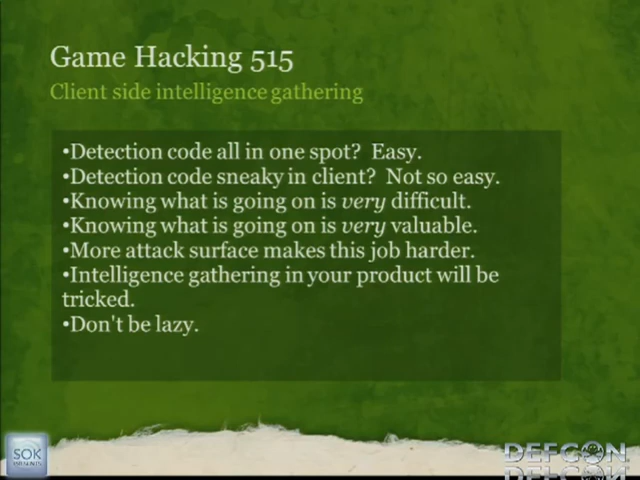 Game Hacking 515
Client side intelligence gathering
•Detection code all in one spot?  Easy.
•Detection code sneaky in client?  Not so easy.
•Knowing what is going on is very difficult.
•Knowing what is going on is very valuable.
•More attack surface makes this job harder.
•Intelligence gathering in your product will be
tricked.
•Don't be lazy.
SOK
PRESENTS
DEFCON